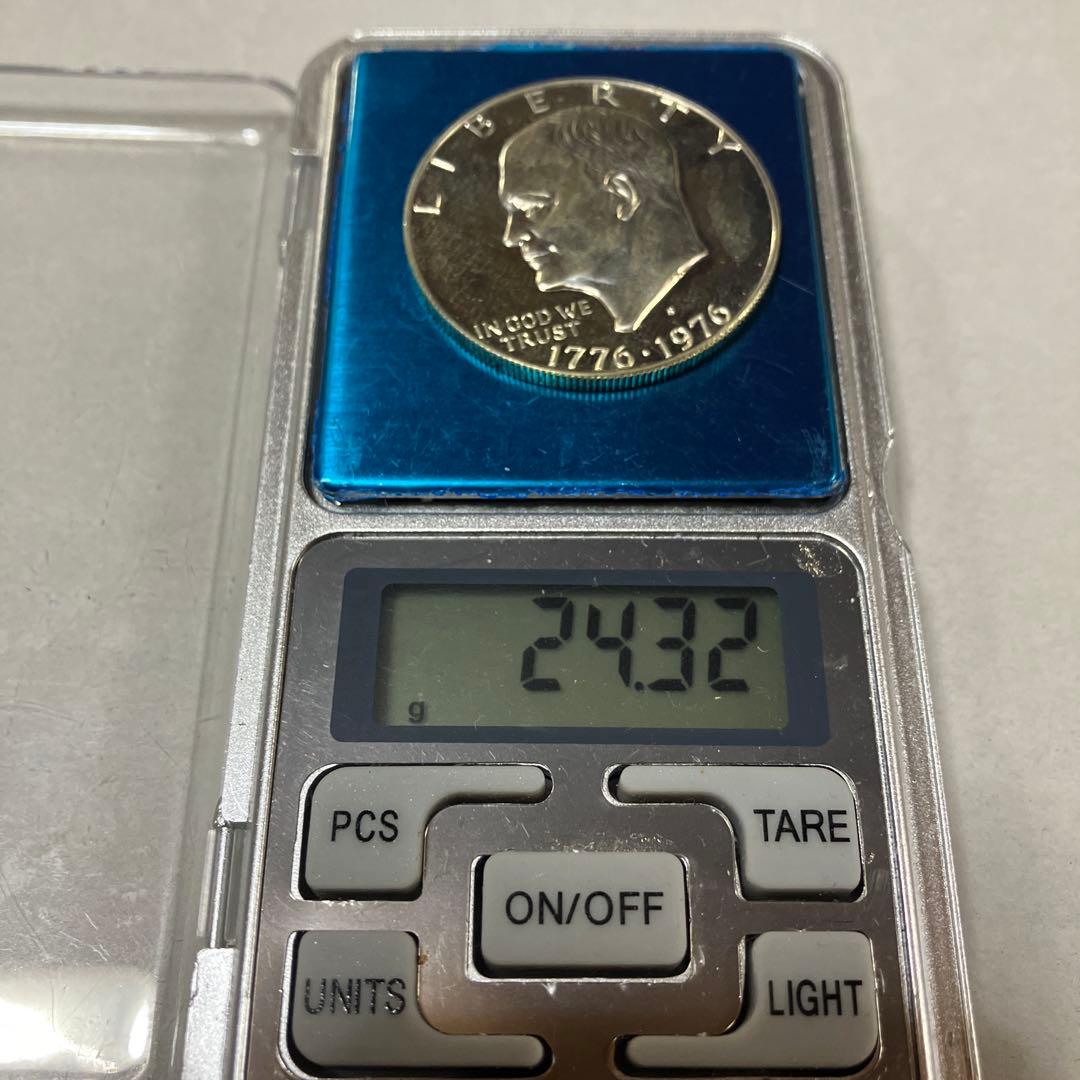 LIBERTY
IN GOD WE
TRUST
1776·1976
24.32
g
PCS
TARE
ON/OFF
UNITS
LIGHT